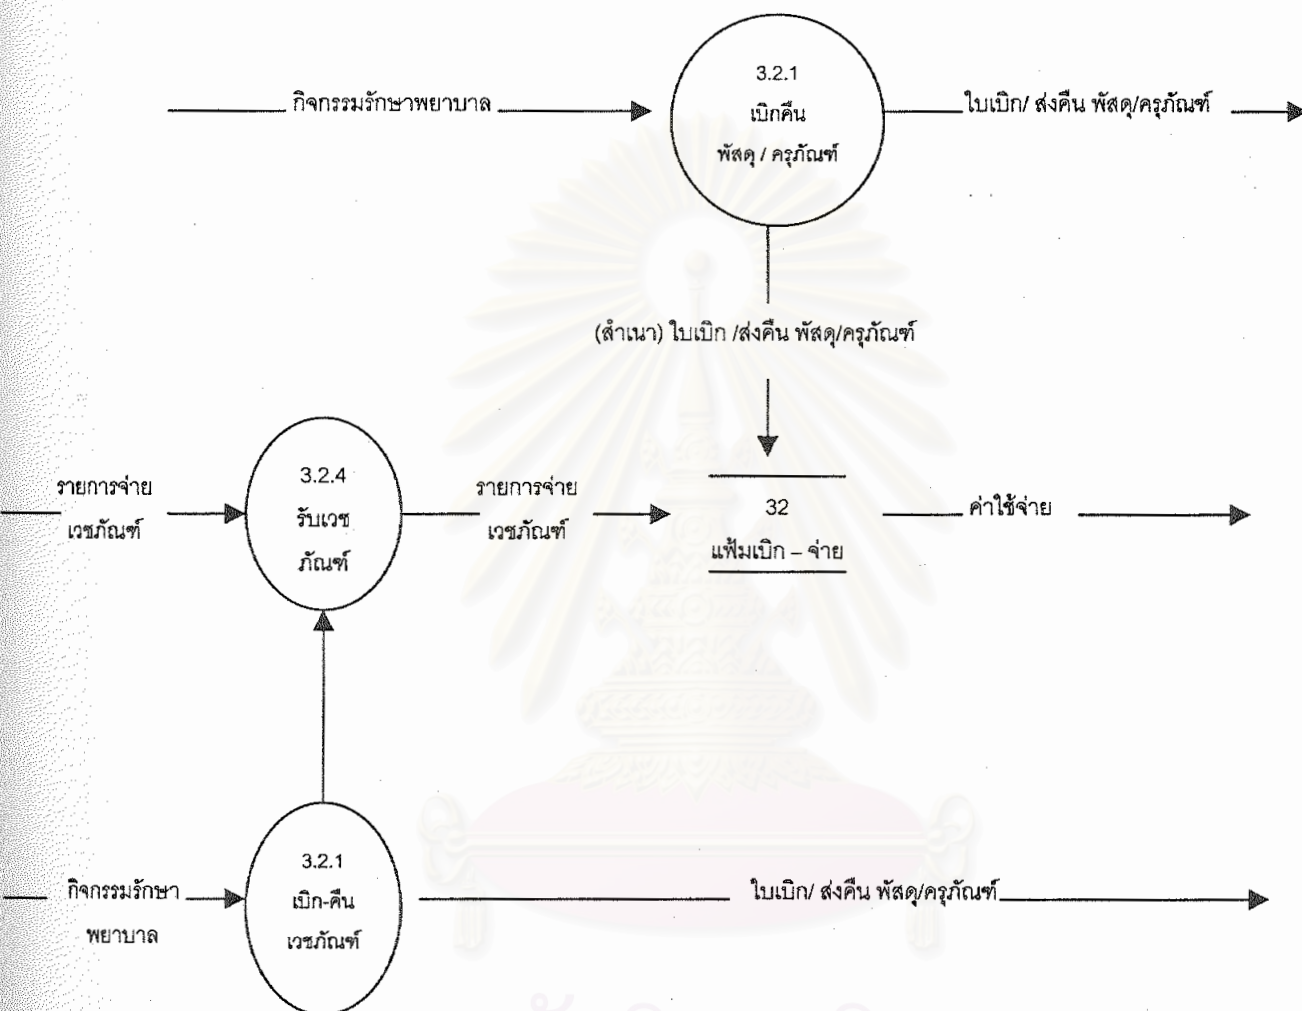 3.2.1
กิจกรรมรักษาพยาบาล
เบิกคืน
ใบเบิก/ ส่งคืน พัสดุ/ครุภัณฑ์
พัสดุ / ครุภัณฑ์
(สำเนา) ใบเบิก /ส่งคืน พัสดุ/ครุภัณฑ์
รายการจ่าย
เวชภัณฑ์
3.2.4
รับเวช
ภัณฑ์
รายการจ่าย
เวชภัณฑ์
32
แฟ้มเบิก – จ่าย
ค่าใช้จ่าย
กิจกรรมรักษา
พยาบาล
3.2.1
เบิก-คืน
เวชภัณฑ์
ใบเบิก/ ส่งคืน พัสดุ/ครุภัณฑ์